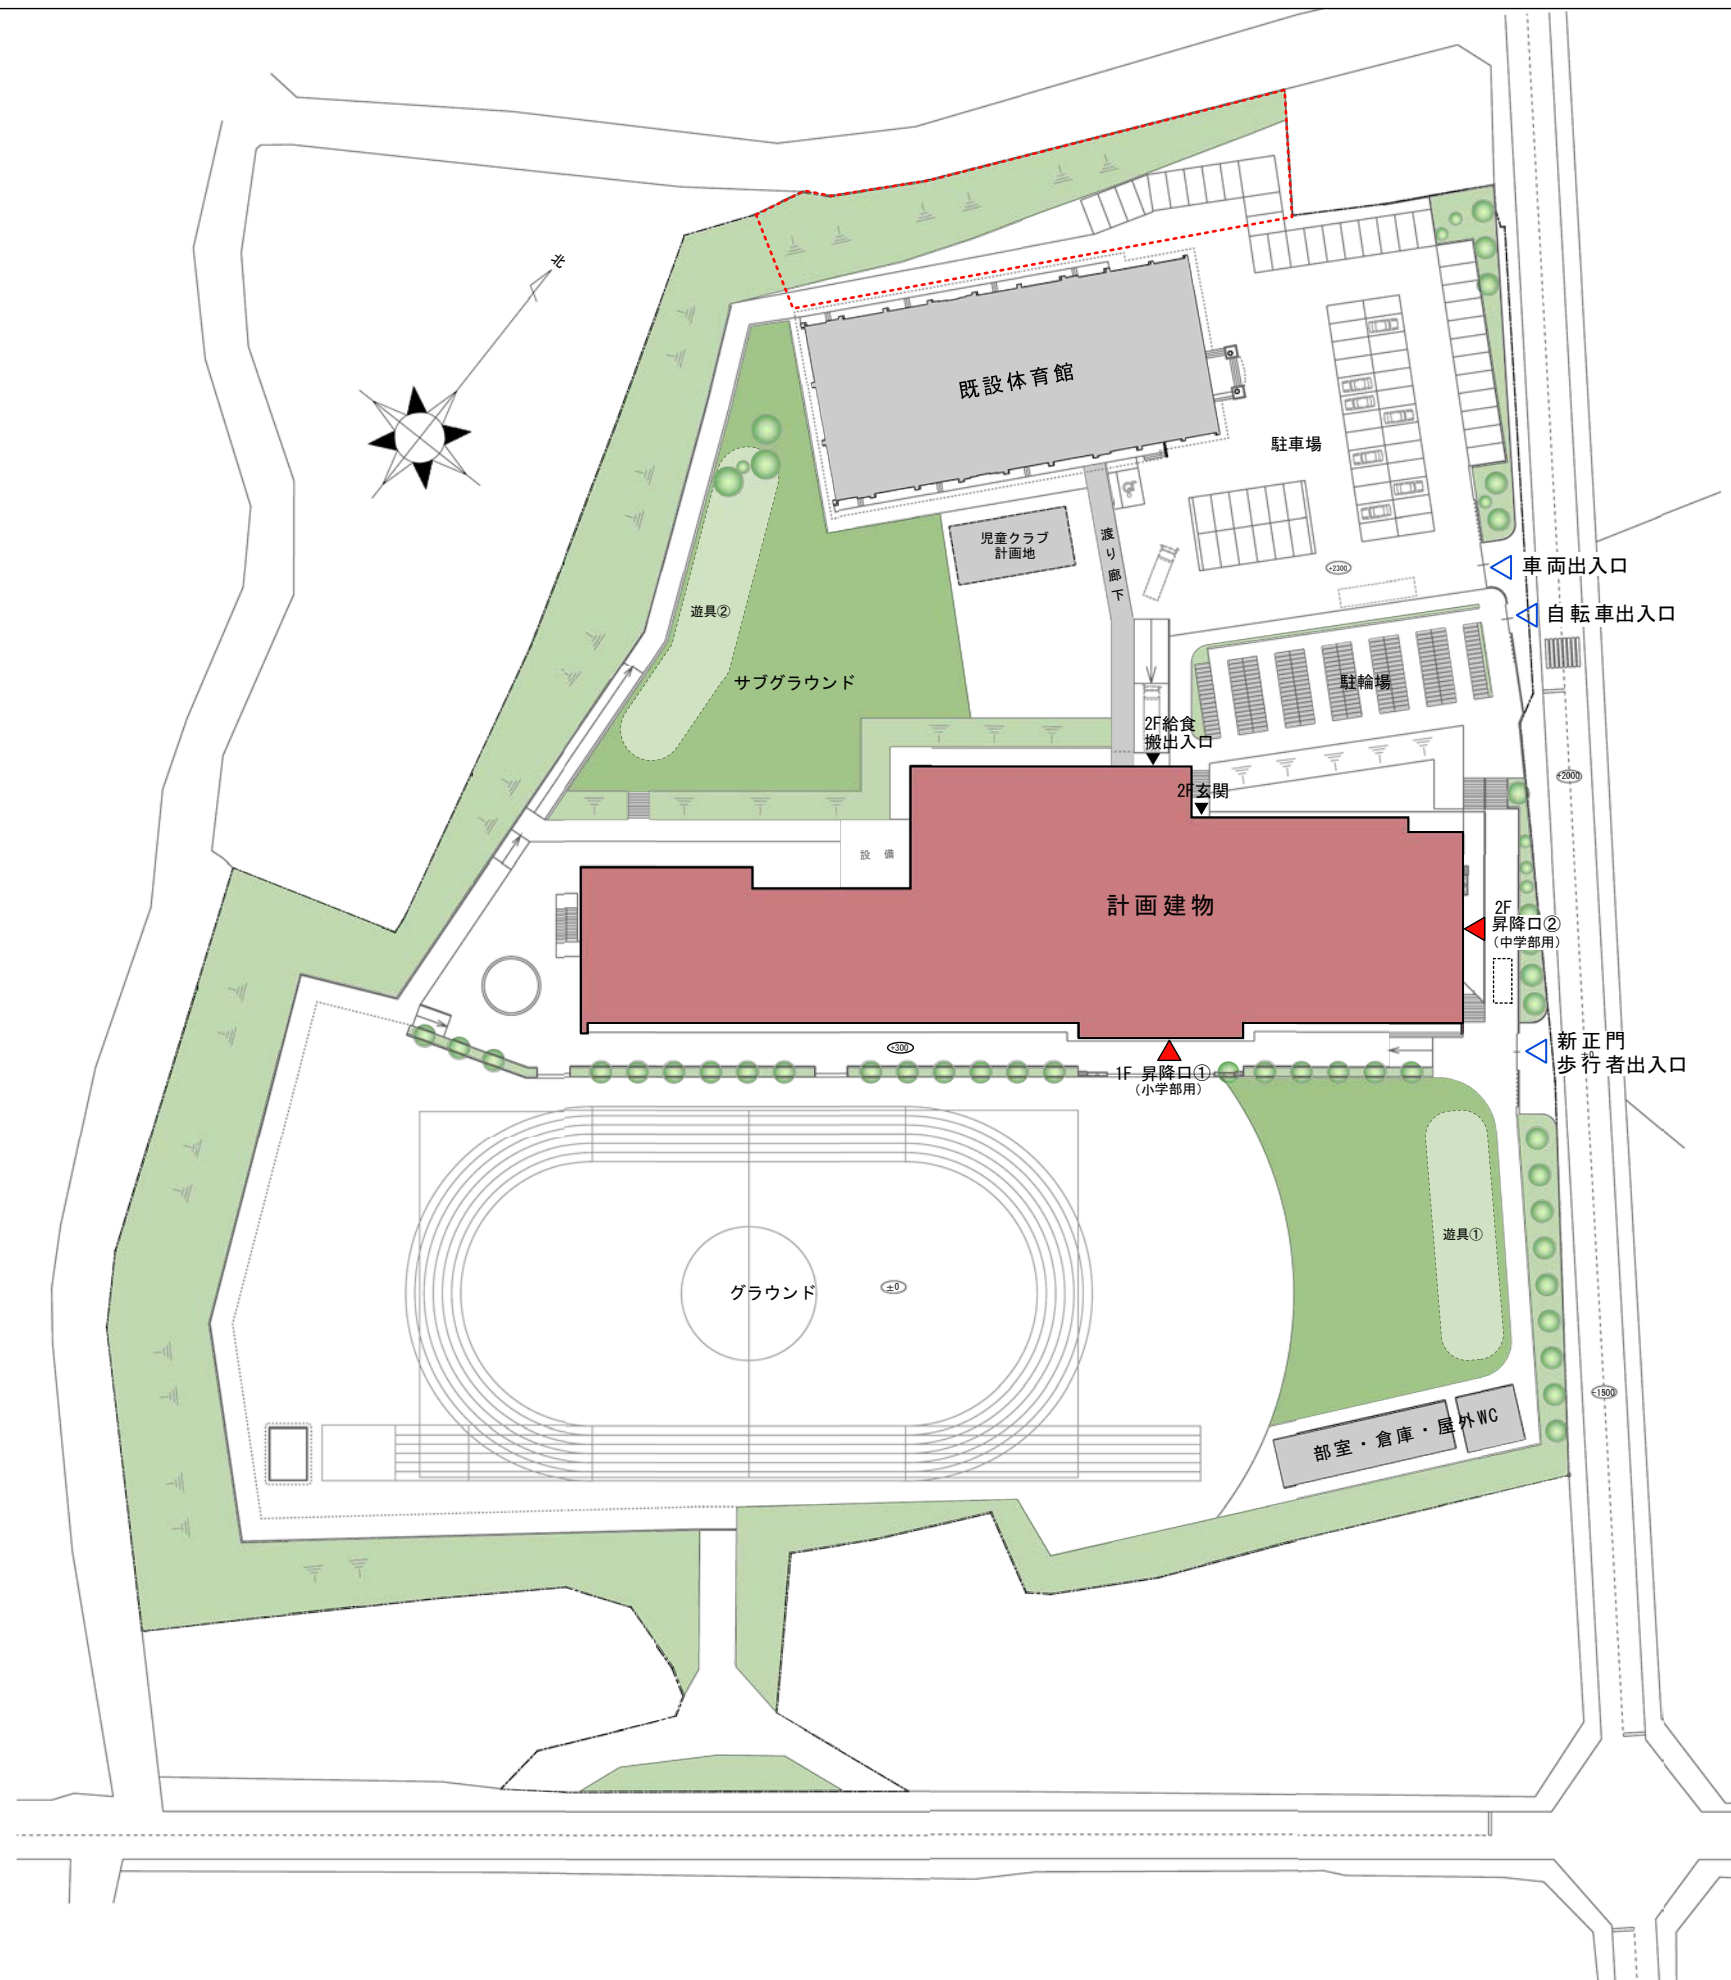 北
既設体育館
駐車場
児童クラブ
計画地
渡り廊下
遊具②
+2300
車両出入口
自転車出入口
サブグラウンド
駐輪場
2F給食
搬出入口
+2000
2F玄関
設 備
計画建物
2F
昇降口②
(中学部用)
+300
新正門
歩行者出入口
1F 昇降口①
(小学部用)
遊具①
グラウンド
±0
-1500
部室・倉庫・屋外WC